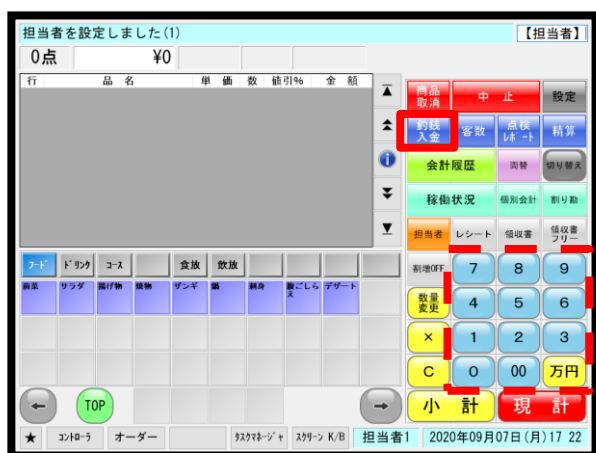 担当者を設定しました(1) 【担当者】
0点 ¥0
行 品 名 単 価 数 値引% 金 額
商品取消 中 止 設定
釣銭入金 客数 点検ﾚﾎﾟｰﾄ 精算
会計履歴 両替 切り替え
稼働状況 個別会計 割り勘
担当者 レシート 領収書 領収書フリー
ﾌｰﾄﾞ ﾄﾞﾘﾝｸ ｺｰｽ 食放 飲放
割増OFF 7 8 9
前菜 サラダ 揚げ物 焼物 ザンギ 鍋 刺身 腹ごしらえ デザート
数量変更 4 5 6
× 1 2 3
C 0 00 万円
TOP
小 計 現 計
★ ｺﾝﾄﾛｰﾗ オーダー ﾀｽｸﾏﾈｰｼﾞｬ ｽｸﾘｰﾝ K/B 担当者1 2020年09月07日(月)17 22